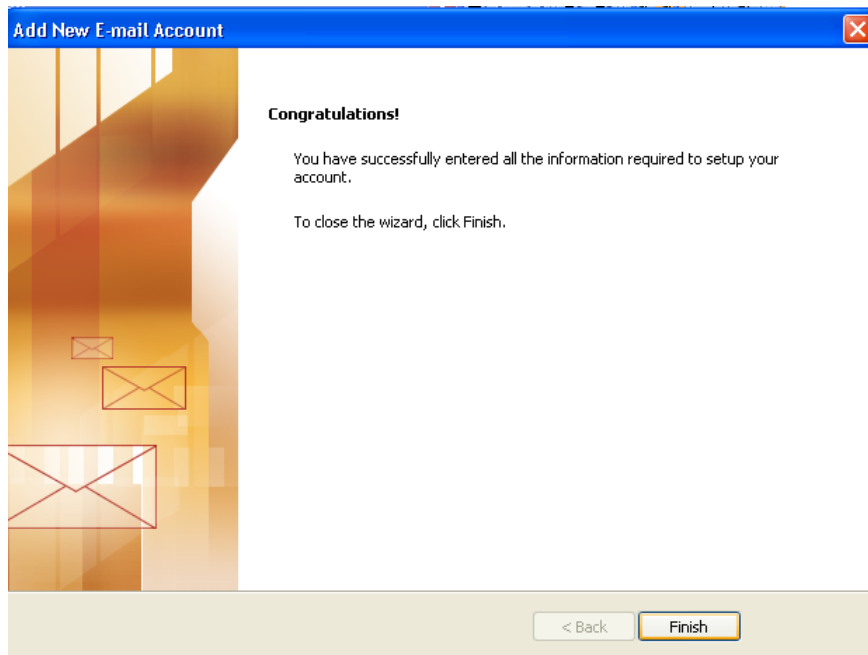 Add New E-mail Account
Congratulations!
You have successfully entered all the information required to setup your
account.
To close the wizard, click Finish.
< Back
Finish